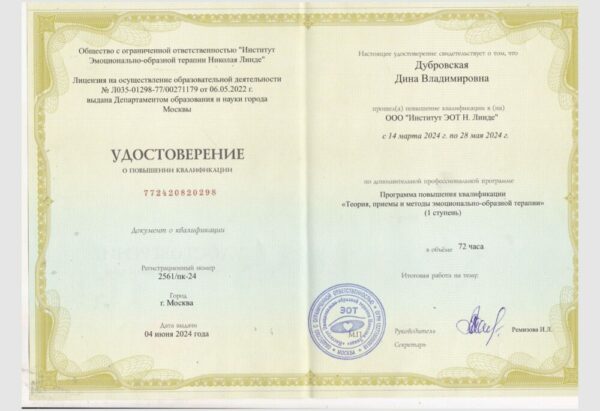 Общество с ограниченной ответственностью "Институт
Эмоционально-образной терапии Николая Линде"
Лицензия на осуществление образовательной деятельности
№ Л035-01298-77/00271179 от 06.05.2022 г.
выдана Департаментом образования и науки города
Москвы
УДОСТОВЕРЕНИЕ
О ПОВЫШЕНИИ КВАЛИФИКАЦИИ
772420820298
Документ о квалификации
Регистрационный номер
2561/пк-24
Город
г. Москва
Дата выдачи
04 июня 2024 года
Настоящее удостоверение свидетельствует о том, что
Дубровская
Дина Владимировна
прошел(а) повышение квалификации в (на)
ООО "Институт ЭОТ Н. Линде"
с 14 марта 2024 г. по 28 мая 2024 г.
по дополнительной профессиональной программе
Программа повышения квалификации
«Теория, приемы и методы эмоционально-образной терапии»
(1 ступень)
в объёме 72 часа
Итоговая работа на тему:
ЭОТ
МОСКВА
М.П.
Руководитель Ремизова И.Л.
Секретарь